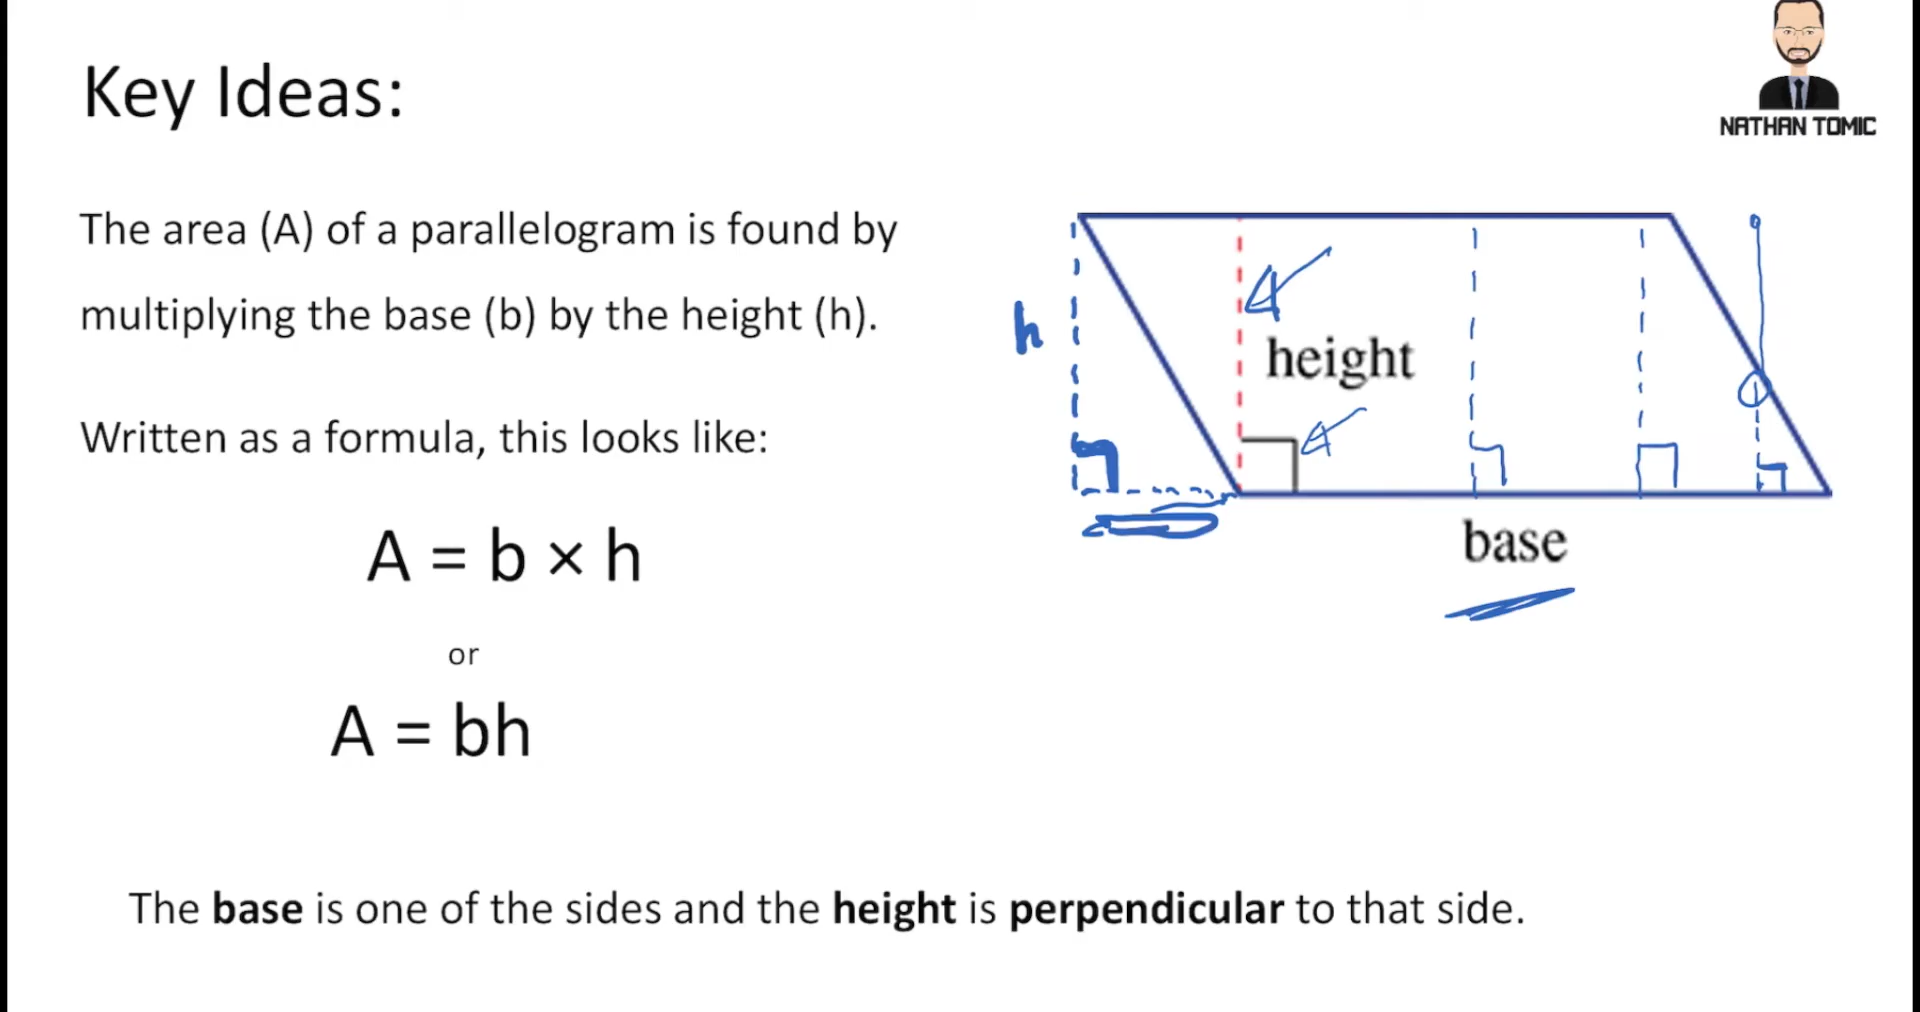 NATHAN TOMIC
Key Ideas:
The area (A) of a parallelogram is found by
multiplying the base (b) by the height (h).
Written as a formula, this looks like:
A = b × h
or
A = bh
h
height
base
The base is one of the sides and the height is perpendicular to that side.